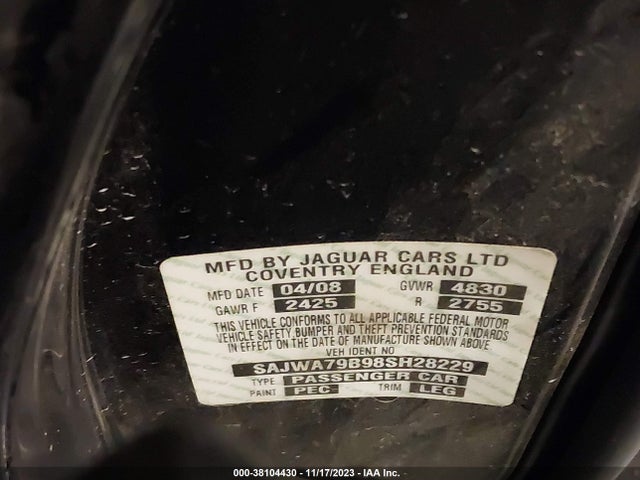 MFD BY JAGUAR CARS LTD
COVENTRY ENGLAND
MFD DATE 04/08 GVWR 4830
GAWR F 2425 R 2755
THIS VEHICLE CONFORMS TO ALL APPLICABLE FEDERAL MOTOR
VEHICLE SAFETY BUMPER AND THEFT PREVENTION STANDARDS
IN EFFECT ON THE DATE OF MANUFACTURE SHOWN ABOVE
VEH IDENT NO
SAJWA79B98SH28229
TYPE PASSENGER CAR
PAINT PEC TRIM LEG
000-38104430 - 11/17/2023 - IAA Inc.